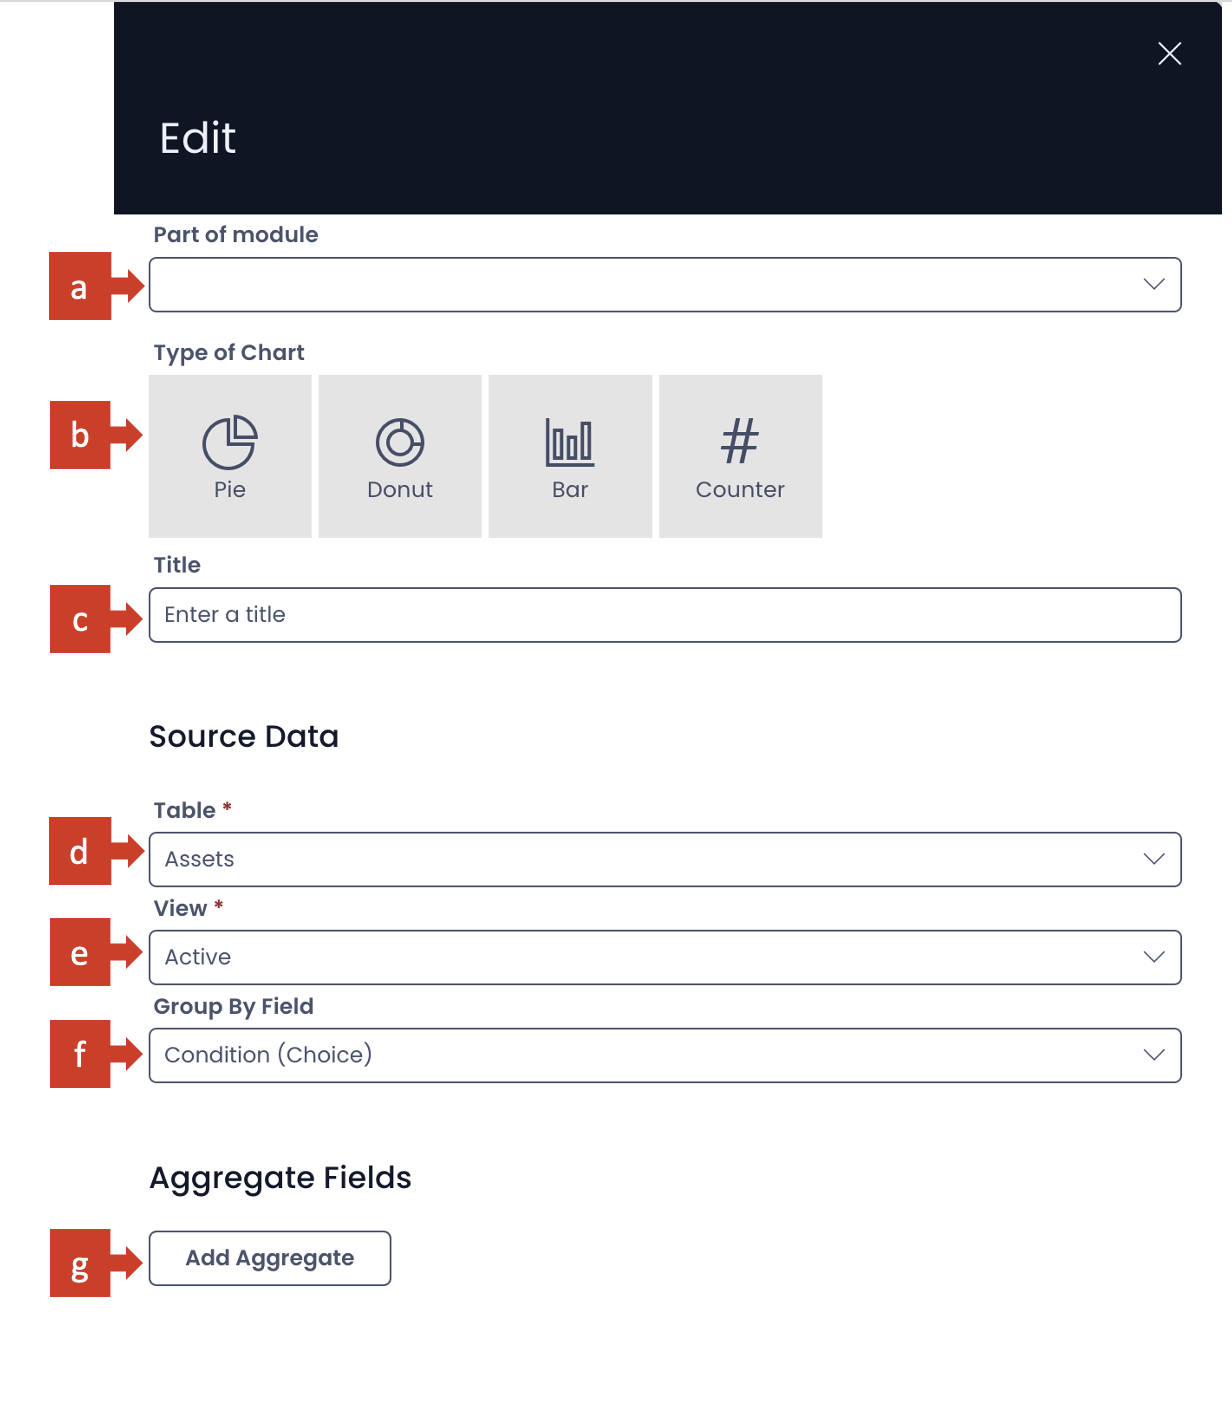 Edit
Part of module
a
Type of Chart
b
Pie Donut Bar Counter
Title
c
Enter a title
Source Data
Table *
d
Assets
View *
e
Active
Group By Field
f
Condition (Choice)
Aggregate Fields
g
Add Aggregate